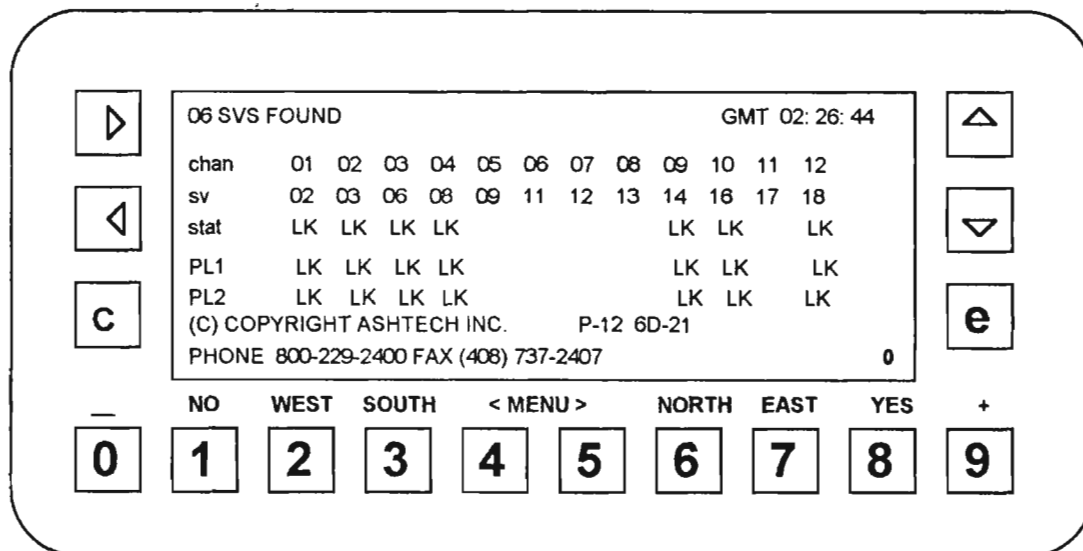 06 SVS FOUND GMT 02: 26: 44
chan 01 02 03 04 05 06 07 08 09 10 11 12
sv 02 03 06 08 09 11 12 13 14 16 17 18
stat LK LK LK LK LK LK LK
PL1 LK LK LK LK LK LK LK
PL2 LK LK LK LK LK LK LK
(C) COPYRIGHT ASHTECH INC. P-12 6D-21
PHONE 800-229-2400 FAX (408) 737-2407 0
c e
— NO WEST SOUTH < MENU > NORTH EAST YES +
0 1 2 3 4 5 6 7 8 9